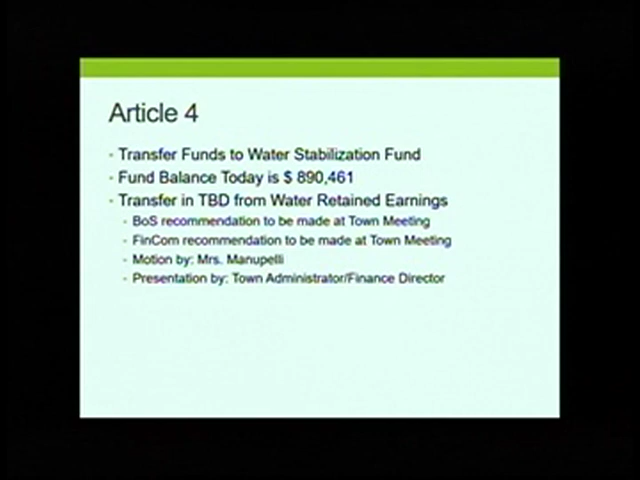 Article 4
- Transfer Funds to Water Stabilization Fund
- Fund Balance Today is $ 890,461
- Transfer in TBD from Water Retained Earnings
- BoS recommendation to be made at Town Meeting
- FinCom recommendation to be made at Town Meeting
- Motion by: Mrs. Manupelli
- Presentation by: Town Administrator/Finance Director